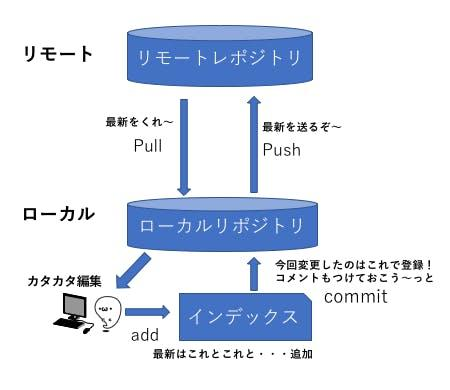 リモート
リモートレポジトリ
最新をくれ～
Pull
最新を送るぞ～
Push
ローカル
ローカルリポジトリ
カタカタ編集
今回変更したのはこれで登録！
コメントもつけておこう～っと
commit
add
インデックス
最新はこれとこれと・・・追加